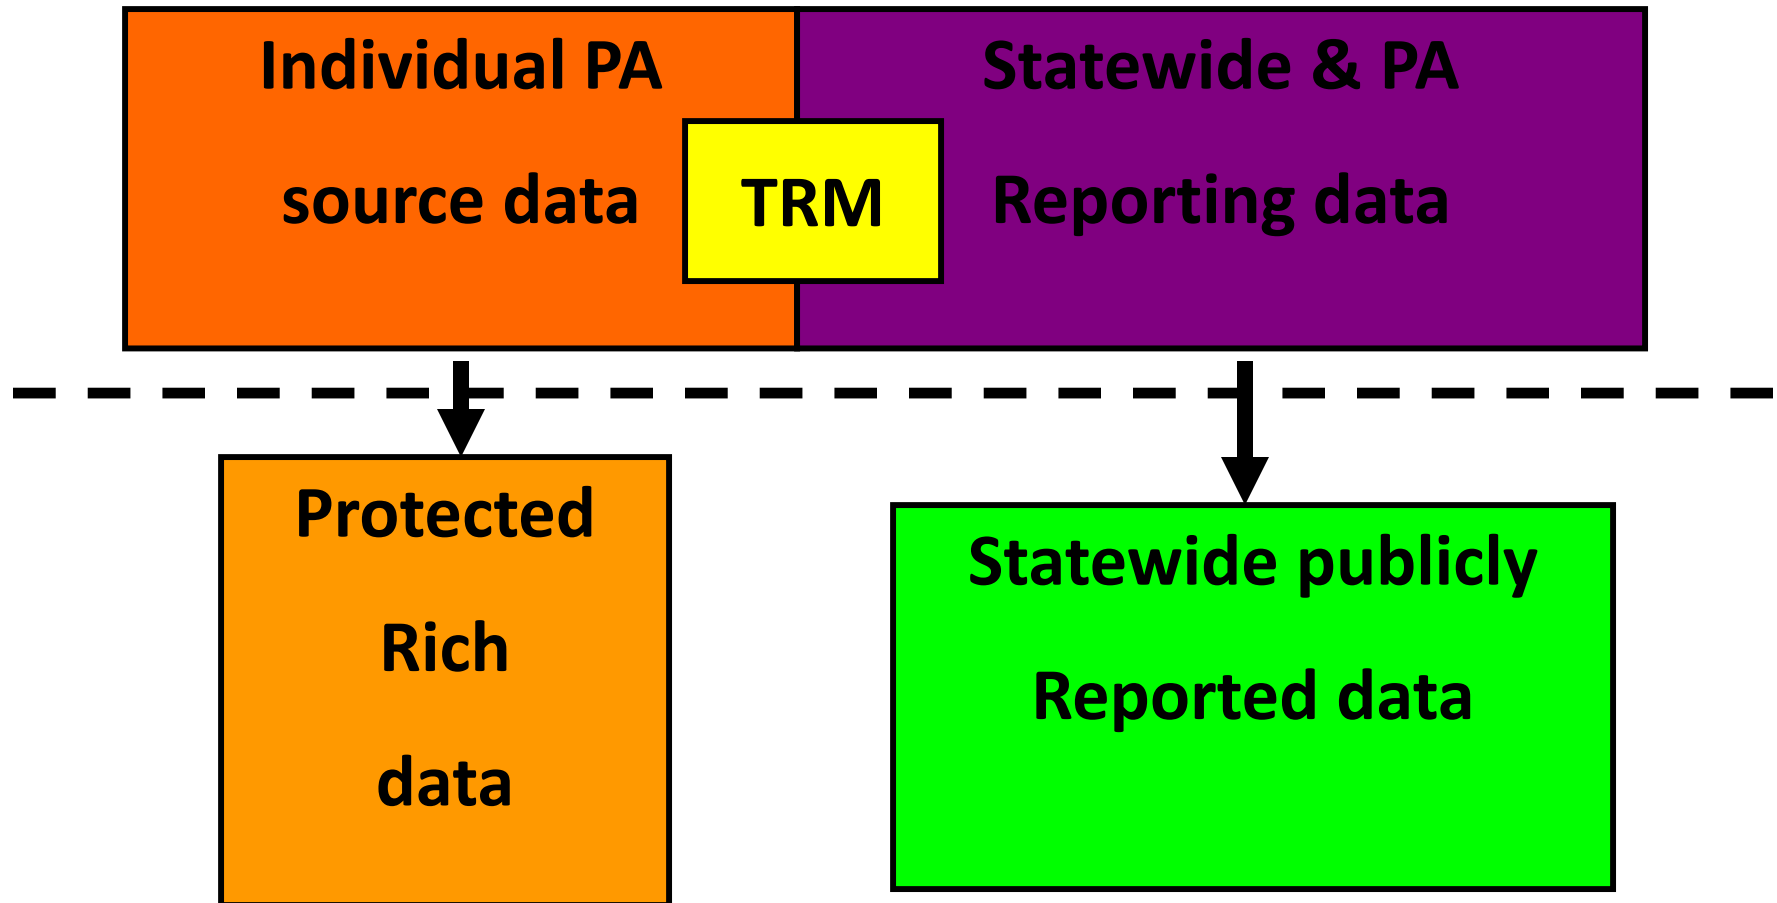 Individual PA
source data
TRM
Statewide & PA
Reporting data
Protected
Rich
data
Statewide publicly
Reported data